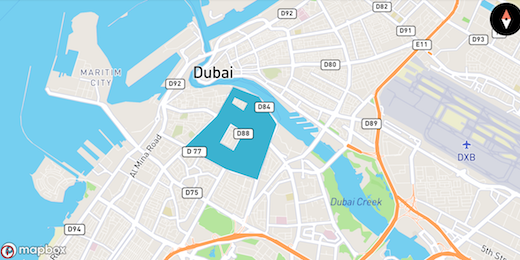 D92
D82
D91
D93
E11
Dubai
D80
MARITIM
CITY
D92
D84
Al Mina Road
D88
D89
DXB
D 77
D75
Dubai Creek
D94
5th Street
mapbox